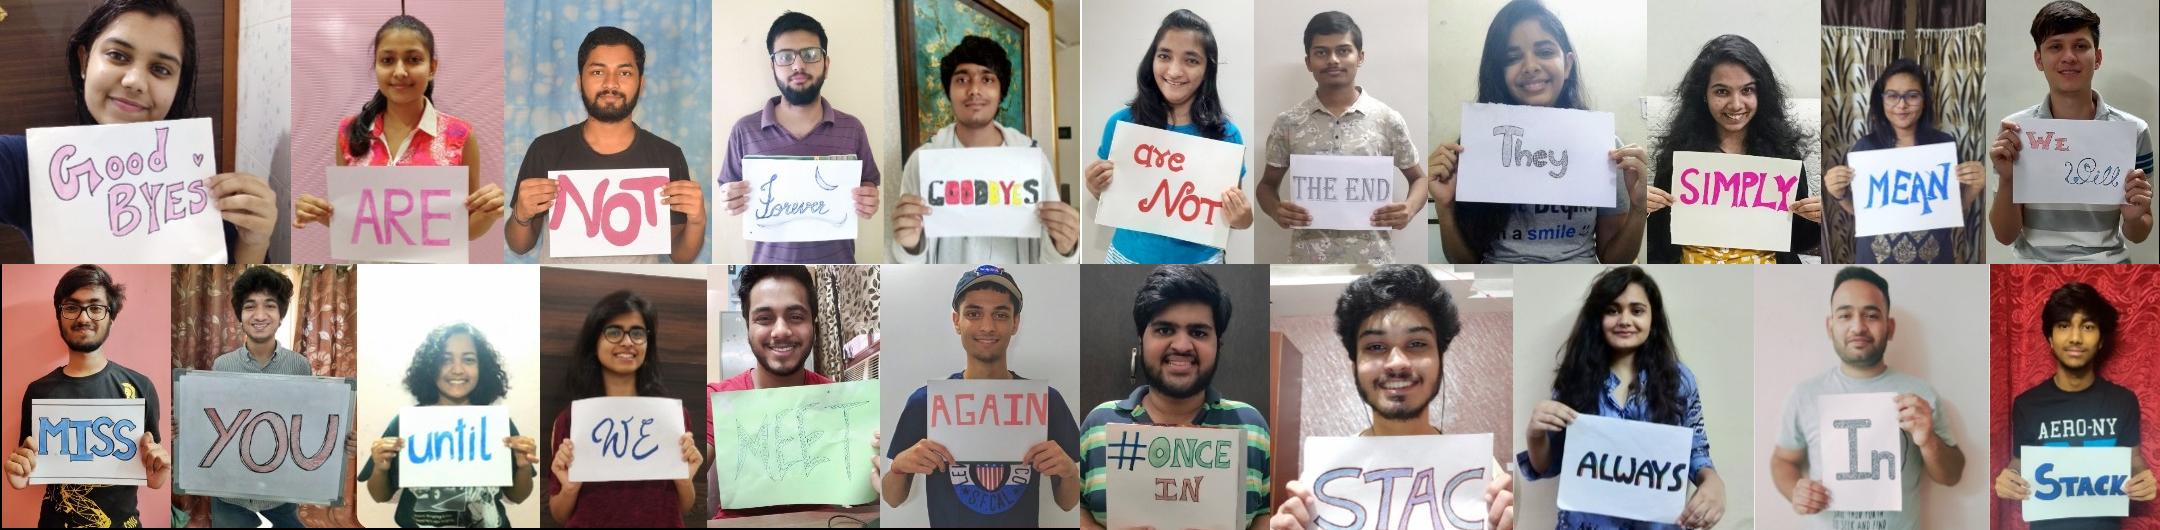 Good
BYES
ARE
NOT
Forever
GOODBYES
are
NOT
THE END
They
a smile
SIMPLY
MEAN
WE
Will
MISS
YOU
until
WE
MEET
AGAIN
#ONCE
IN
STAC
ALWAYS
In
AERO-NY
STACK